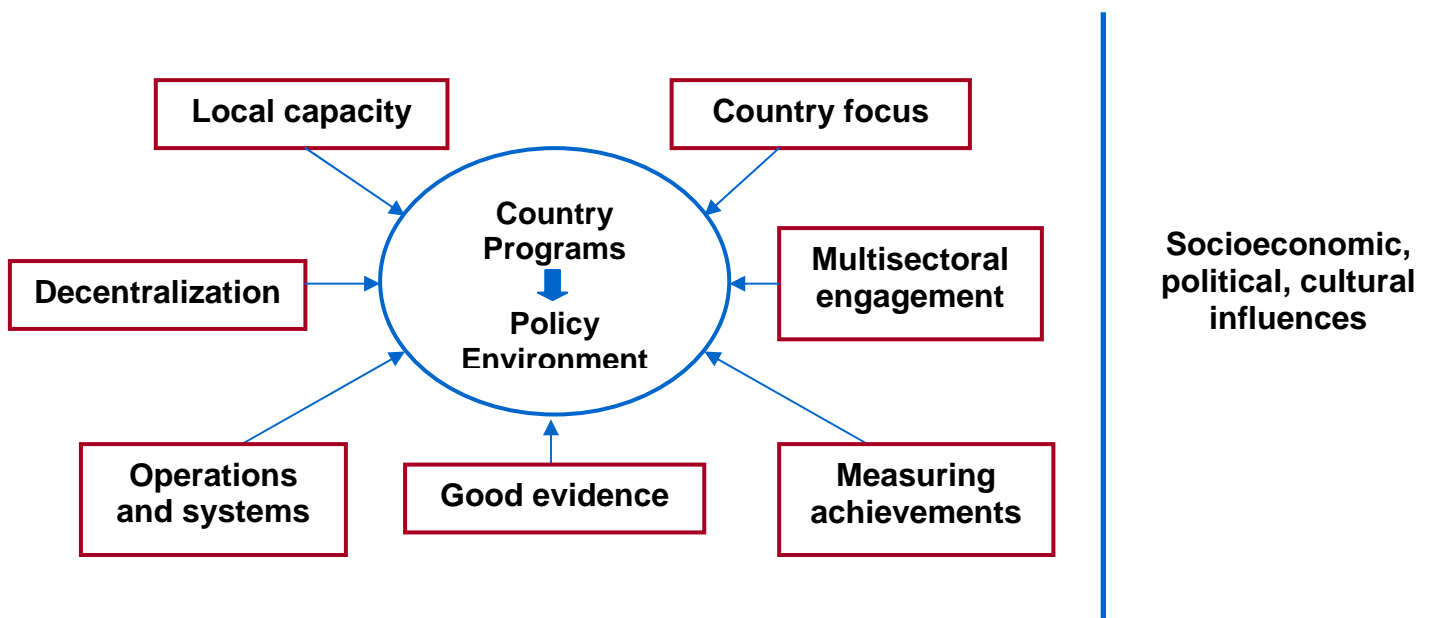 Local capacity
Country focus
Country
Programs
Policy
Environment
Decentralization
Multisectoral
engagement
Operations
and systems
Good evidence
Measuring
achievements
Socioeconomic,
political, cultural
influences